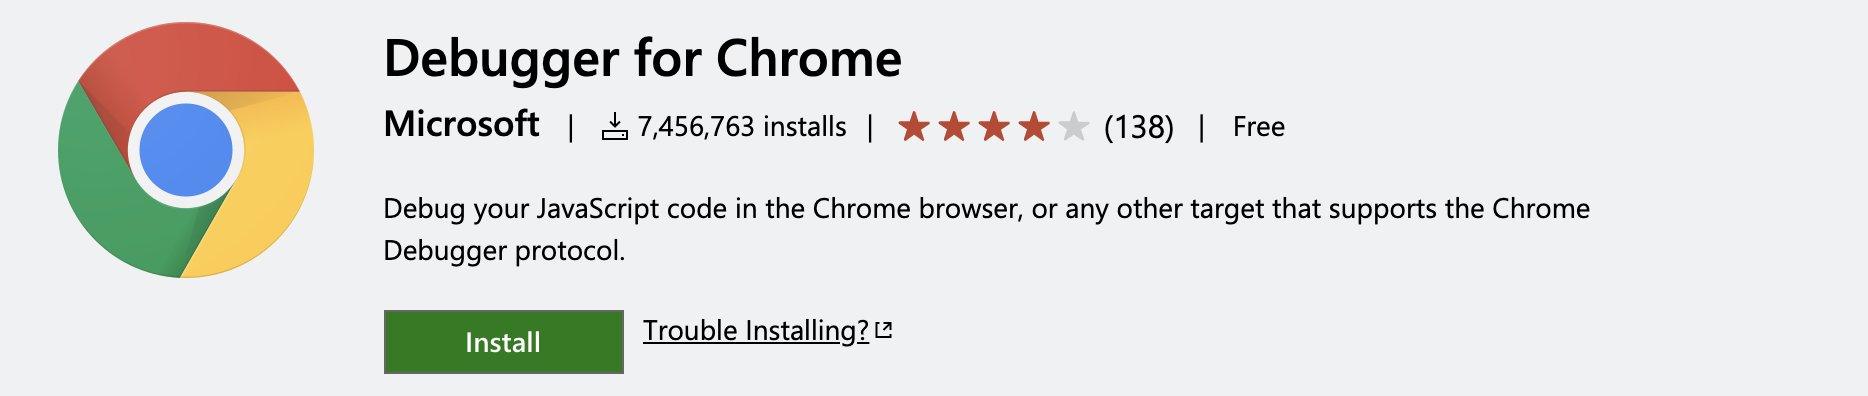 Debugger for Chrome
Microsoft | 7,456,763 installs | (138) | Free
Debug your JavaScript code in the Chrome browser, or any other target that supports the Chrome
Debugger protocol.
Install Trouble Installing?